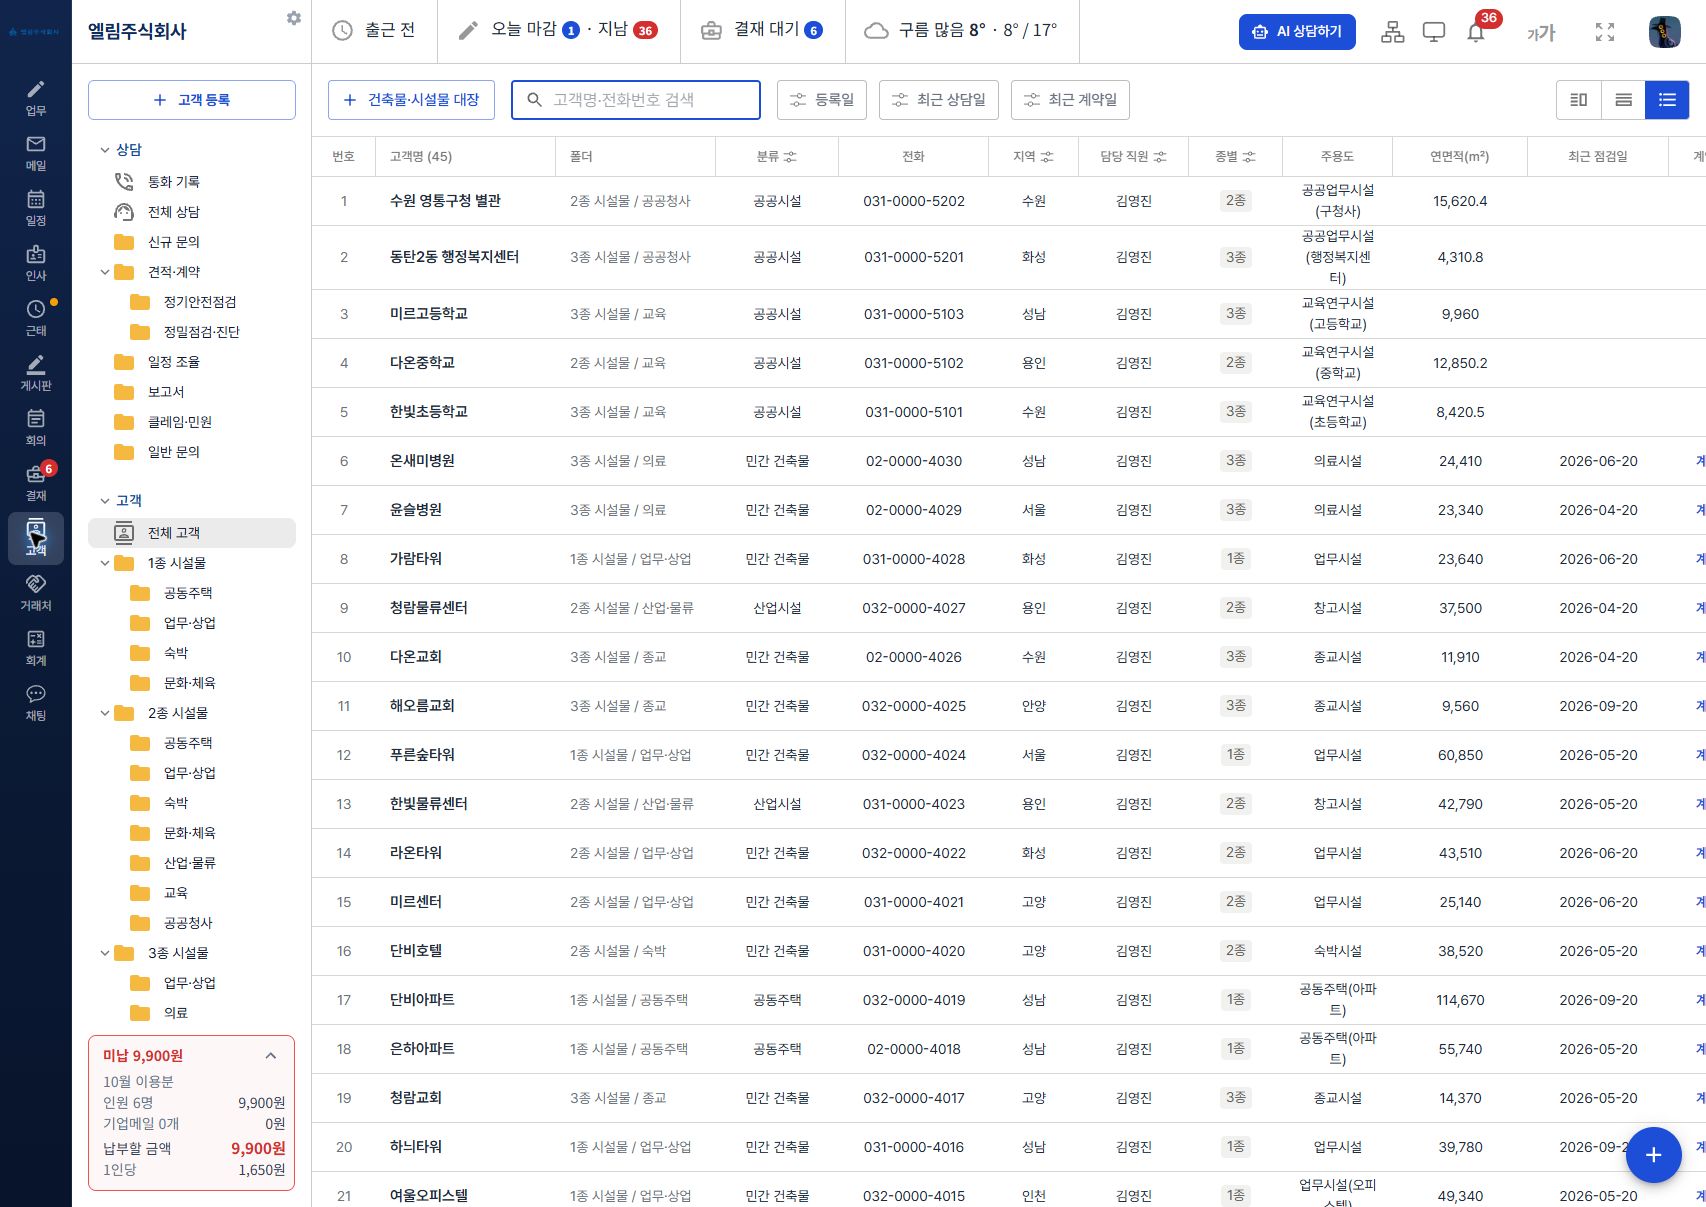 엘림주식회사
엘림주식회사
출근 전
오늘 마감 1 · 지남 36
결재 대기 6
구름 많음 8° · 8° / 17°
AI 상담하기
36
가가
업무
메일
일정
인사
근태
게시판
회의
6
결재
고객
거래처
회계
채팅
+ 고객 등록
상담
통화 기록
전체 상담
신규 문의
견적·계약
정기안전점검
정밀점검·진단
일정 조율
보고서
클레임·민원
일반 문의
고객
전체 고객
1종 시설물
공동주택
업무·상업
숙박
문화·체육
2종 시설물
공동주택
업무·상업
숙박
문화·체육
산업·물류
교육
공공청사
3종 시설물
업무·상업
의료
미납 9,900원
10월 이용분
인원 6명 9,900원
기업메일 0개 0원
납부할 금액 9,900원
1인당 1,650원
+ 건축물·시설물 대장
고객명·전화번호 검색
등록일
최근 상담일
최근 계약일
번호 고객명 (45) 폴더 분류 전화 지역 담당 직원 종별 주용도 연면적(m²) 최근 점검일
1 수원 영통구청 별관 2종 시설물 / 공공청사 공공시설 031-0000-5202 수원 김영진 2종 공공업무시설 (구청사) 15,620.4
2 동탄2동 행정복지센터 3종 시설물 / 공공청사 공공시설 031-0000-5201 화성 김영진 3종 공공업무시설 (행정복지센터) 4,310.8
3 미르고등학교 3종 시설물 / 교육 공공시설 031-0000-5103 성남 김영진 3종 교육연구시설 (고등학교) 9,960
4 다온중학교 2종 시설물 / 교육 공공시설 031-0000-5102 용인 김영진 2종 교육연구시설 (중학교) 12,850.2
5 한빛초등학교 3종 시설물 / 교육 공공시설 031-0000-5101 수원 김영진 3종 교육연구시설 (초등학교) 8,420.5
6 온새미병원 3종 시설물 / 의료 민간 건축물 02-0000-4030 성남 김영진 3종 의료시설 24,410 2026-06-20
7 윤슬병원 3종 시설물 / 의료 민간 건축물 02-0000-4029 서울 김영진 3종 의료시설 23,340 2026-04-20
8 가람타워 1종 시설물 / 업무·상업 민간 건축물 031-0000-4028 화성 김영진 1종 업무시설 23,640 2026-06-20
9 청람물류센터 2종 시설물 / 산업·물류 산업시설 032-0000-4027 용인 김영진 2종 창고시설 37,500 2026-04-20
10 다온교회 3종 시설물 / 종교 민간 건축물 02-0000-4026 수원 김영진 3종 종교시설 11,910 2026-04-20
11 해오름교회 3종 시설물 / 종교 민간 건축물 032-0000-4025 안양 김영진 3종 종교시설 9,560 2026-09-20
12 푸른숲타워 1종 시설물 / 업무·상업 민간 건축물 032-0000-4024 서울 김영진 1종 업무시설 60,850 2026-05-20
13 한빛물류센터 2종 시설물 / 산업·물류 산업시설 031-0000-4023 용인 김영진 2종 창고시설 42,790 2026-05-20
14 라온타워 2종 시설물 / 업무·상업 민간 건축물 032-0000-4022 화성 김영진 2종 업무시설 43,510 2026-06-20
15 미르센터 2종 시설물 / 업무·상업 민간 건축물 031-0000-4021 고양 김영진 2종 업무시설 25,140 2026-06-20
16 단비호텔 2종 시설물 / 숙박 민간 건축물 031-0000-4020 고양 김영진 2종 숙박시설 38,520 2026-05-20
17 단비아파트 1종 시설물 / 공동주택 공동주택 032-0000-4019 성남 김영진 1종 공동주택(아파트) 114,670 2026-09-20
18 은하아파트 1종 시설물 / 공동주택 공동주택 02-0000-4018 성남 김영진 1종 공동주택(아파트) 55,740 2026-05-20
19 청람교회 3종 시설물 / 종교 민간 건축물 032-0000-4017 고양 김영진 3종 종교시설 14,370 2026-05-20
20 하늬타워 1종 시설물 / 업무·상업 민간 건축물 031-0000-4016 성남 김영진 1종 업무시설 39,780
21 여울오피스텔 1종 시설물 / 업무·상업 민간 건축물 032-0000-4015 인천 김영진 1종 업무시설(오피스텔) 49,340 2026-05-20